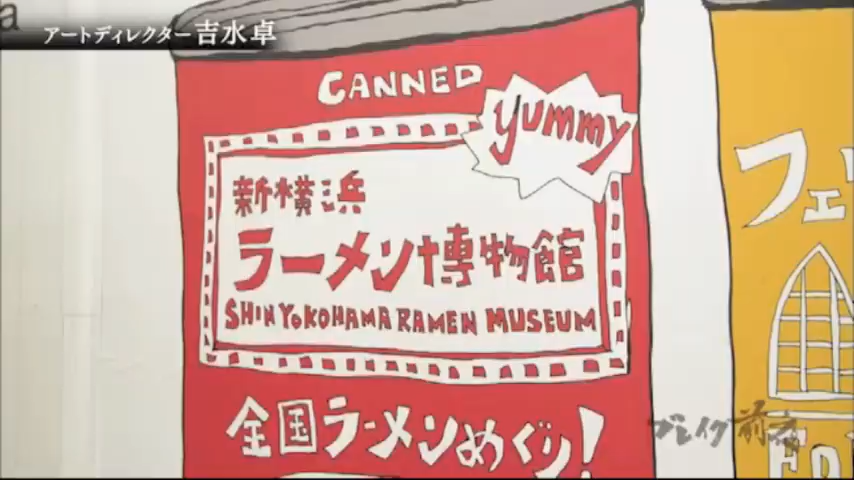 a
アートディレクター 吉水卓
CANNED
yummy
新横浜
ラーメン博物館
SHIN YOKOHAMA RAMEN MUSEUM
全国ラーメンめぐり!
フェ
ブレイク前夜